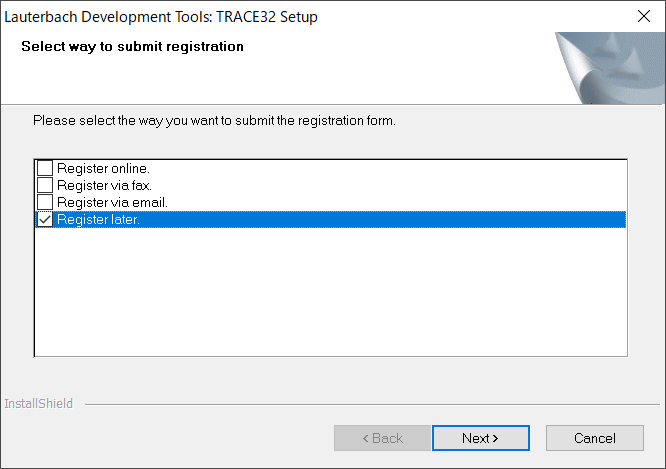 Lauterbach Development Tools: TRACE32 Setup
Select way to submit registration
Please select the way you want to submit the registration form.
Register online.
Register via fax.
Register via email.
Register later.
InstallShield
< Back
Next >
Cancel